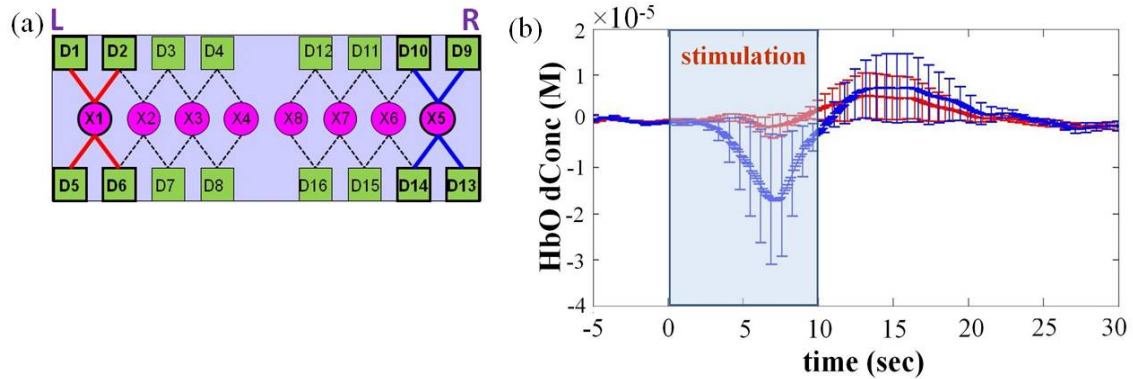 (a)
L R
D1 D2 D3 D4 D12 D11 D10 D9
X1 X2 X3 X4 X8 X7 X6 X5
D5 D6 D7 D8 D16 D15 D14 D13
(b)
×10⁻⁵
stimulation
HbO dConc (M)
2
1
0
-1
-2
-3
-4
-5 0 5 10 15 20 25 30
time (sec)